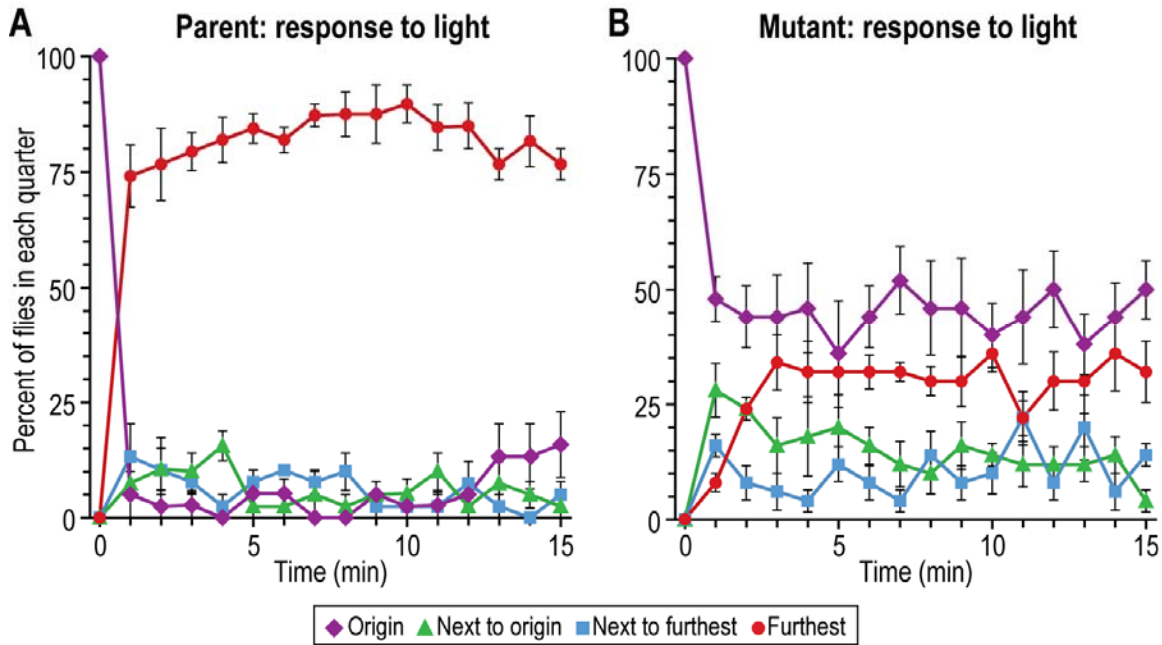 A
Parent: response to light
B
Mutant: response to light
Percent of flies in each quarter
100
75
50
25
0
0
5
10
15
Time (min)
100
75
50
25
0
0
5
10
15
Time (min)
Origin
Next to origin
Next to furthest
Furthest